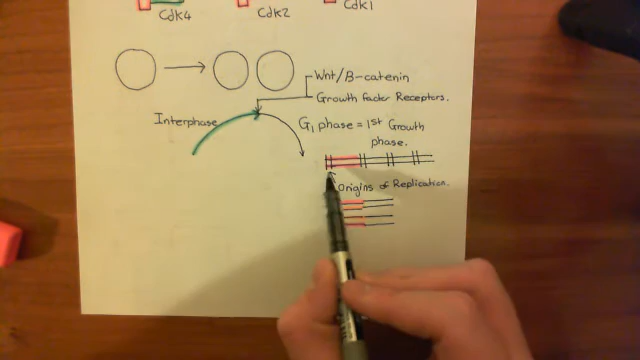 Cdk4
Cdk2
Cdk1
Wnt/B-catenin
Growth factor Receptors.
Interphase
G1 phase = 1st Growth
phase.
Origins of Replication.